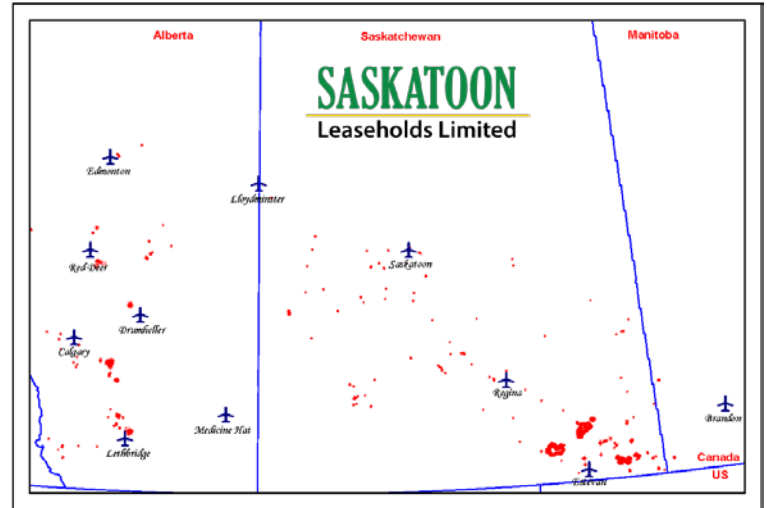 Alberta
Saskatchewan
Manitoba
SASKATOON
Leaseholds Limited
Edmonton
Lloydminster
Red Deer
Saskatoon
Drumheller
Calgary
Regina
Medicine Hat
Brandon
Lethbridge
Canada
US
Estevan